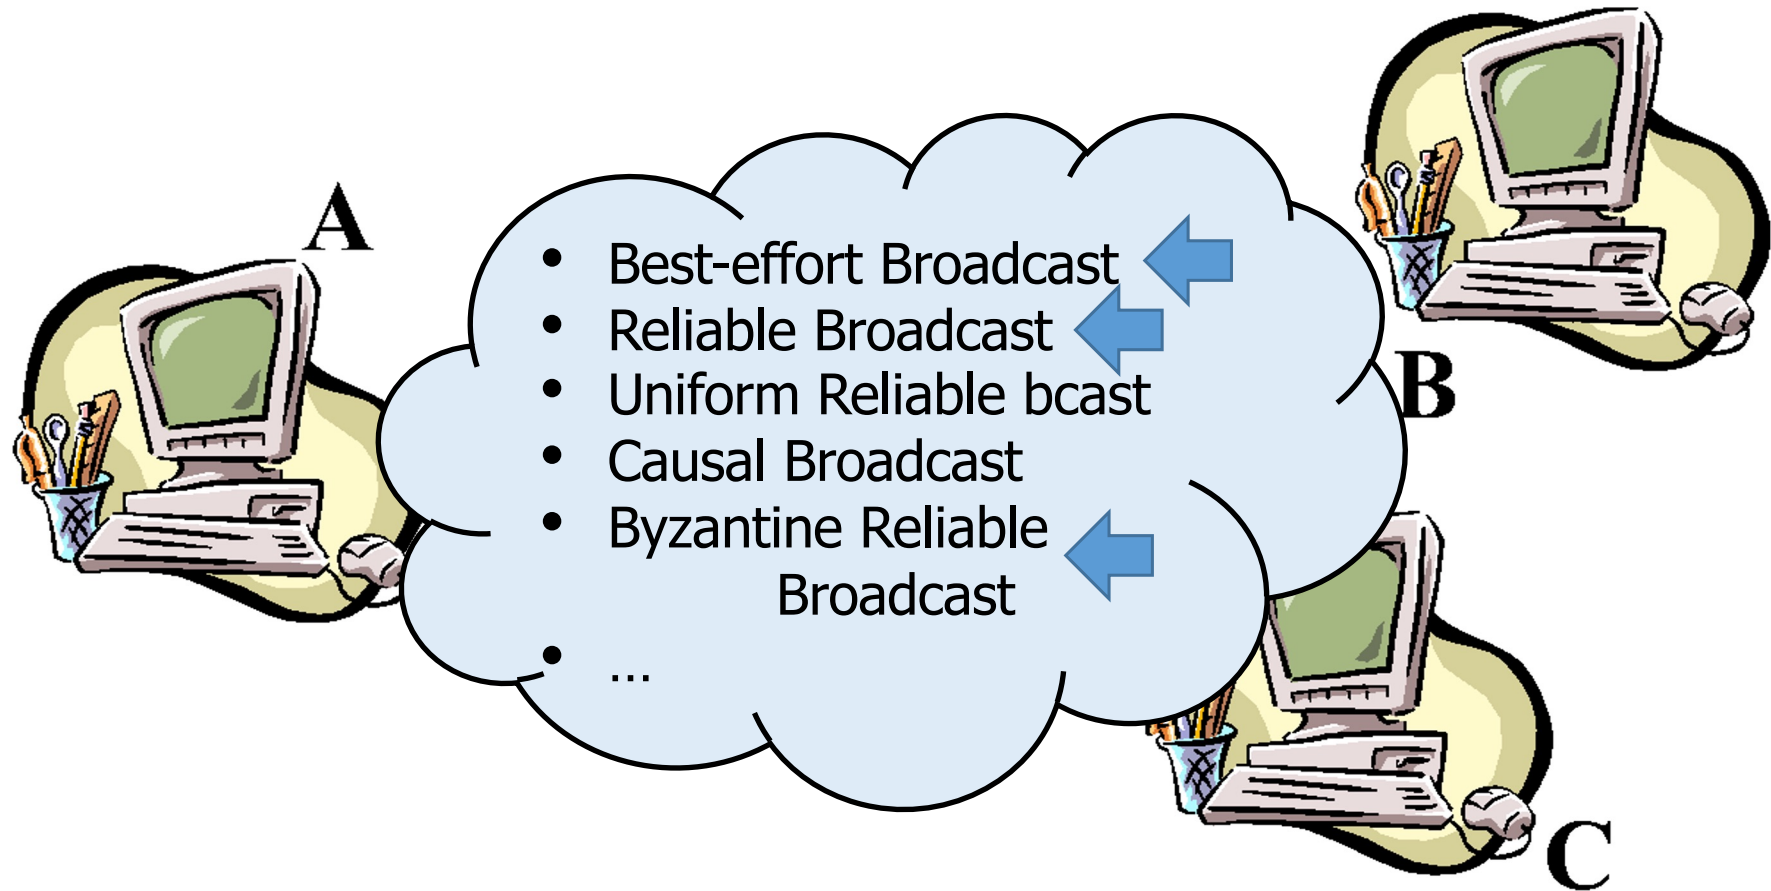 A
• Best-effort Broadcast
• Reliable Broadcast
• Uniform Reliable bcast
• Causal Broadcast
• Byzantine Reliable
Broadcast
• ...
B
C